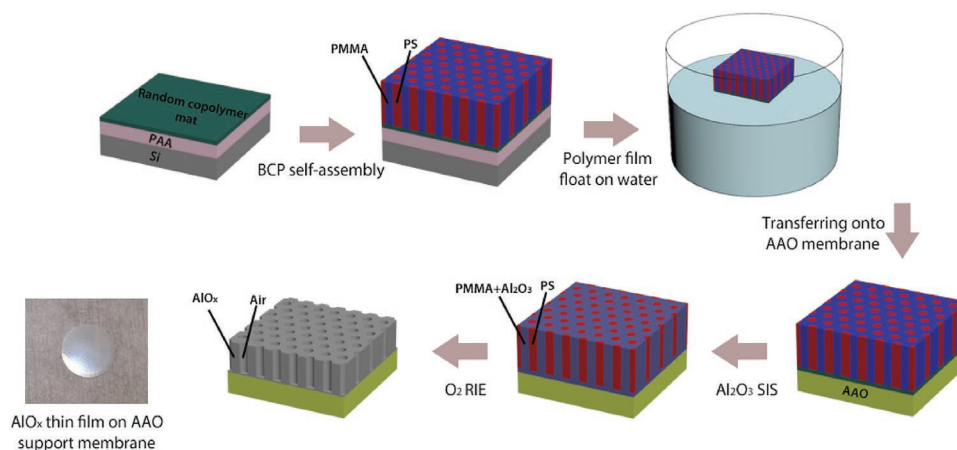 Random copolymer
mat
PAA
Si
BCP self-assembly
PMMA
PS
Polymer film
float on water
Transferring onto
AAO membrane
AAO
Al₂O₃ SIS
PMMA+Al₂O₃
PS
O₂ RIE
AlOₓ
Air
AlOₓ thin film on AAO
support membrane